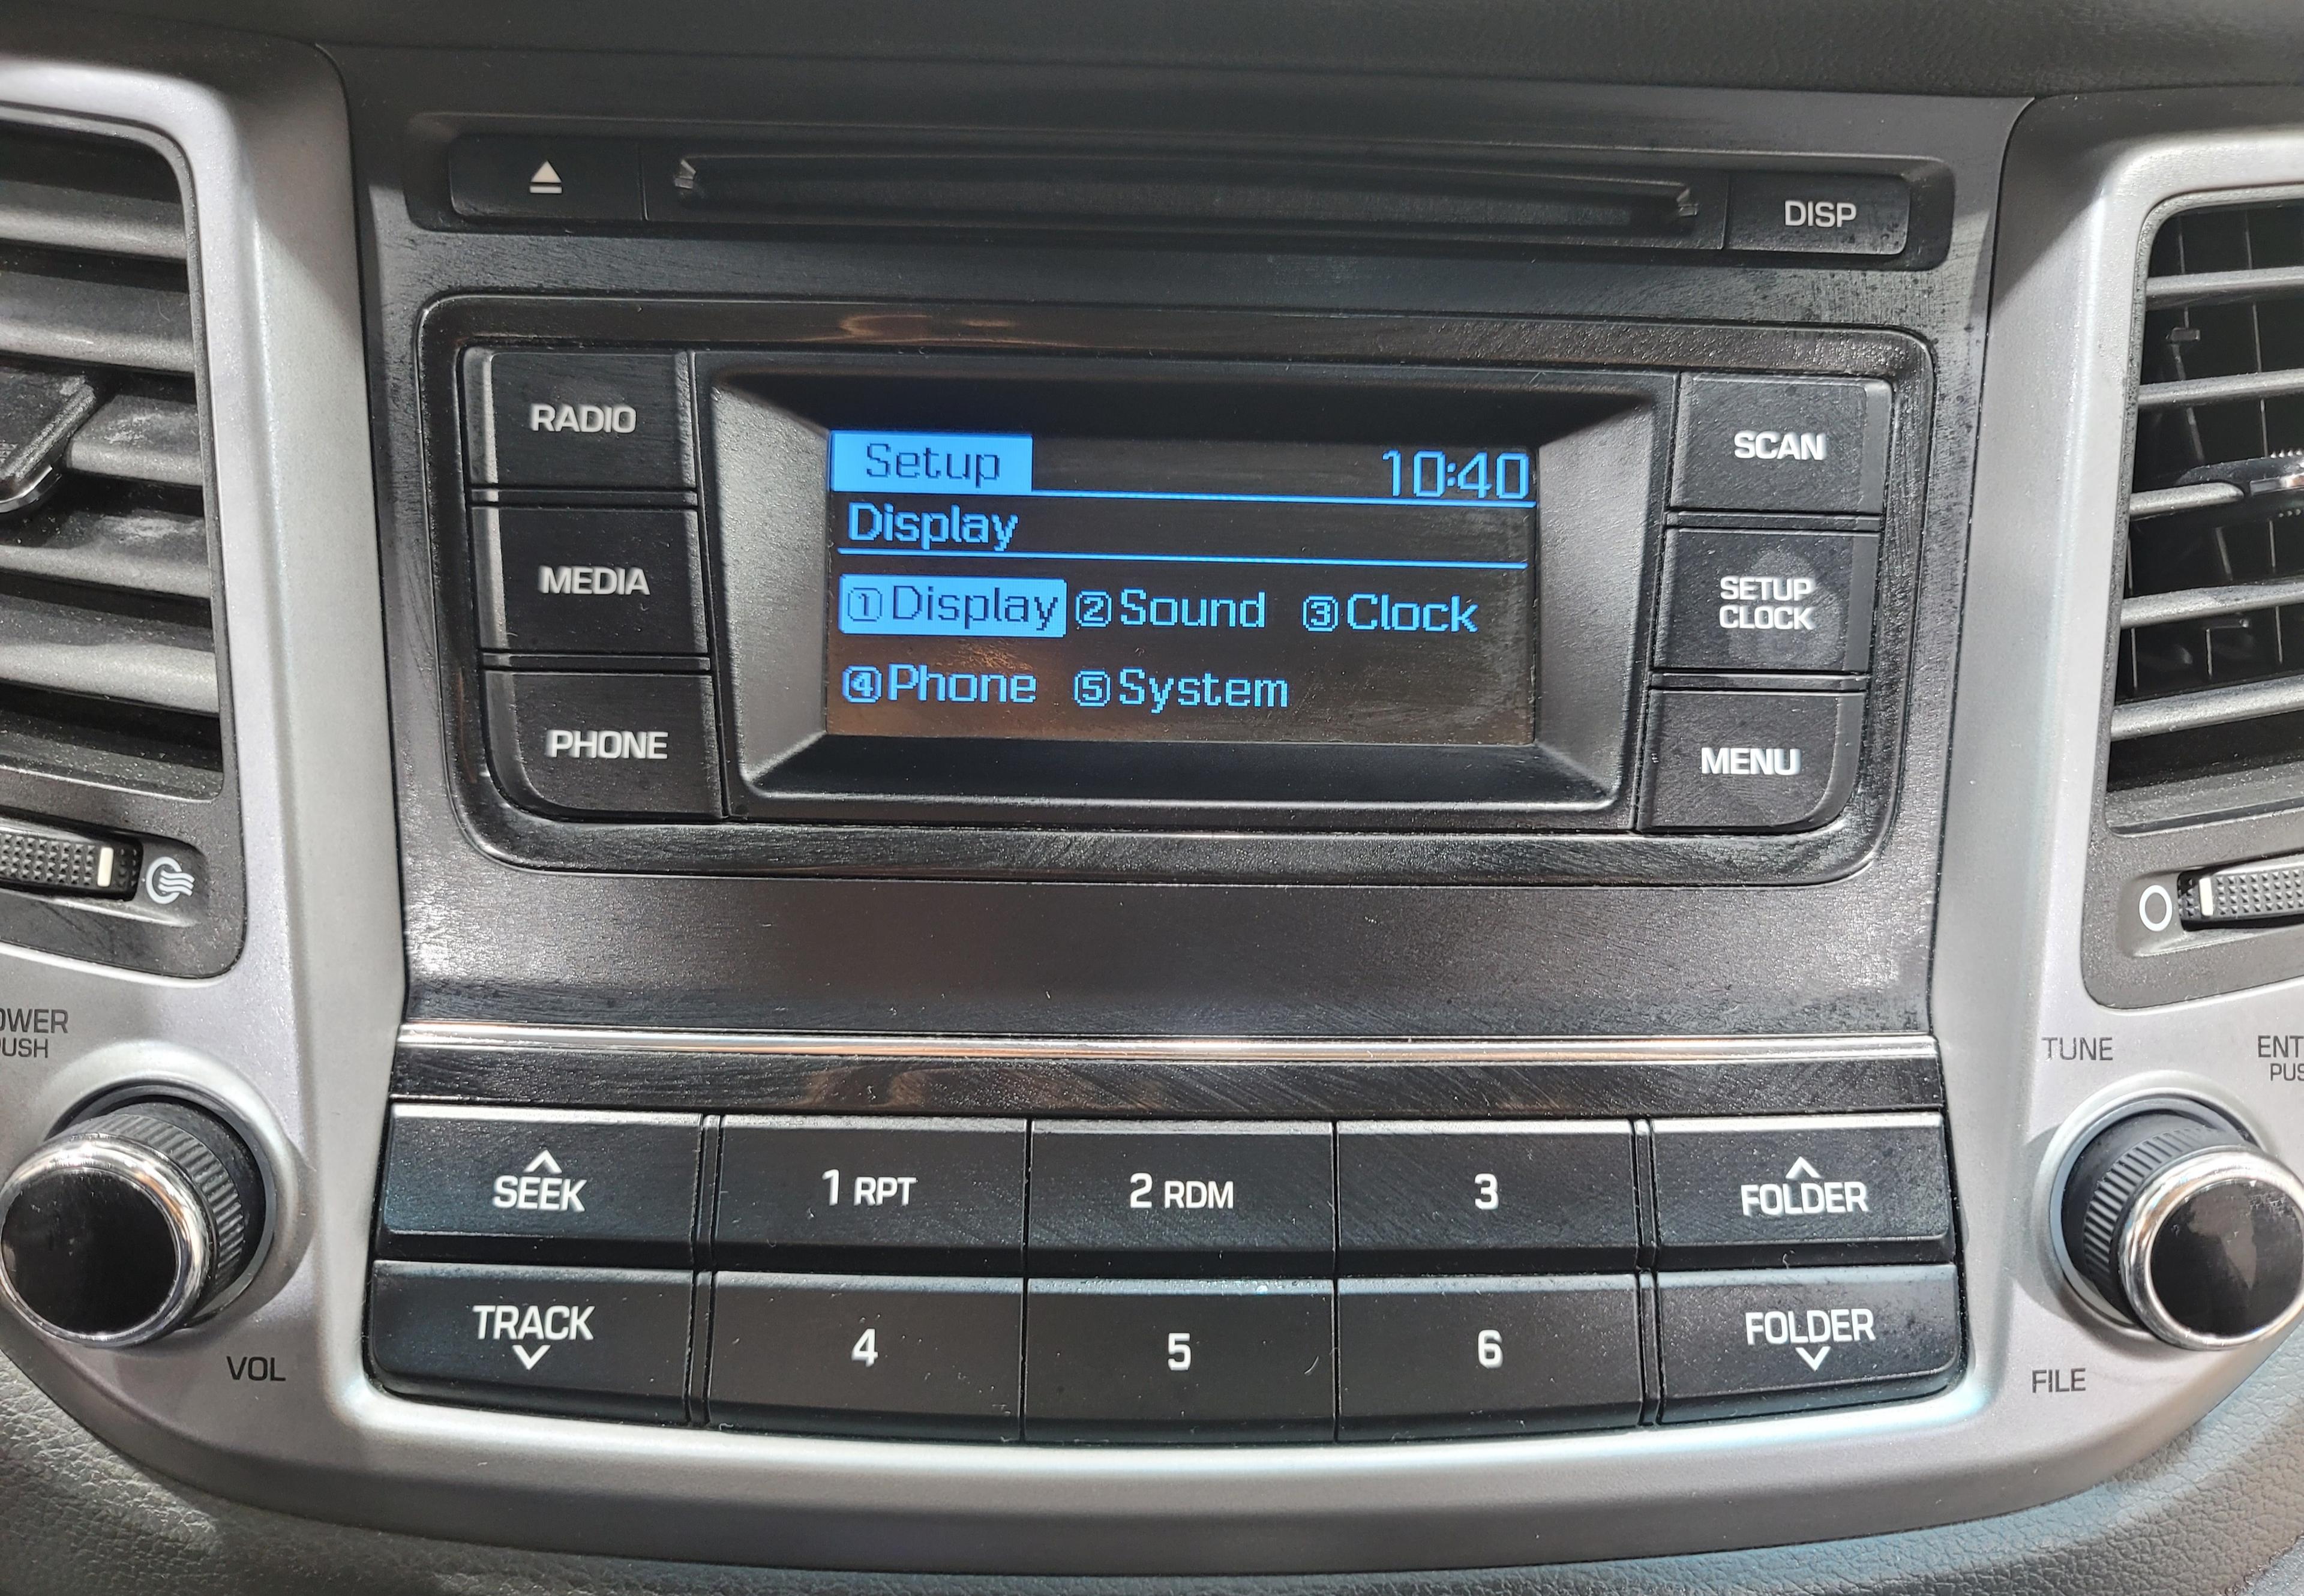 DISP
RADIO
MEDIA
PHONE
Setup 10:40
Display
①Display ②Sound ③Clock
④Phone ⑤System
SCAN
SETUP
CLOCK
MENU
VOL
TUNE
FILE
SEEK
TRACK
1 RPT
2 RDM
3
4
5
6
FOLDER
FOLDER